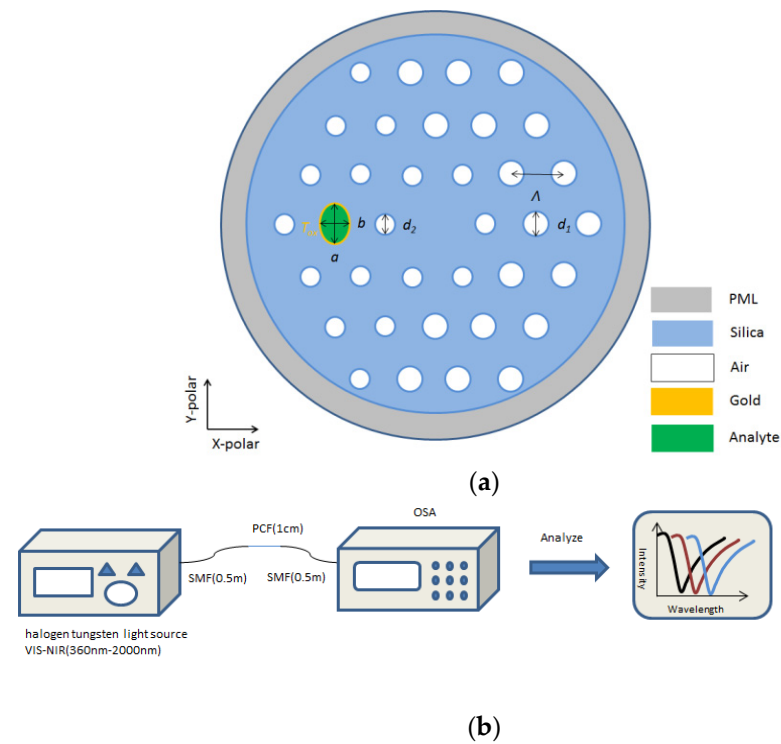 Λ
T_au
b
d2
d1
a
PML
Silica
Air
Gold
Analyte
Y-polar
X-polar
(a)
OSA
PCF(1cm)
Analyze
SMF(0.5m)
SMF(0.5m)
Intensity
Wavelength
halogen tungsten light source
VIS-NIR(360nm-2000nm)
(b)